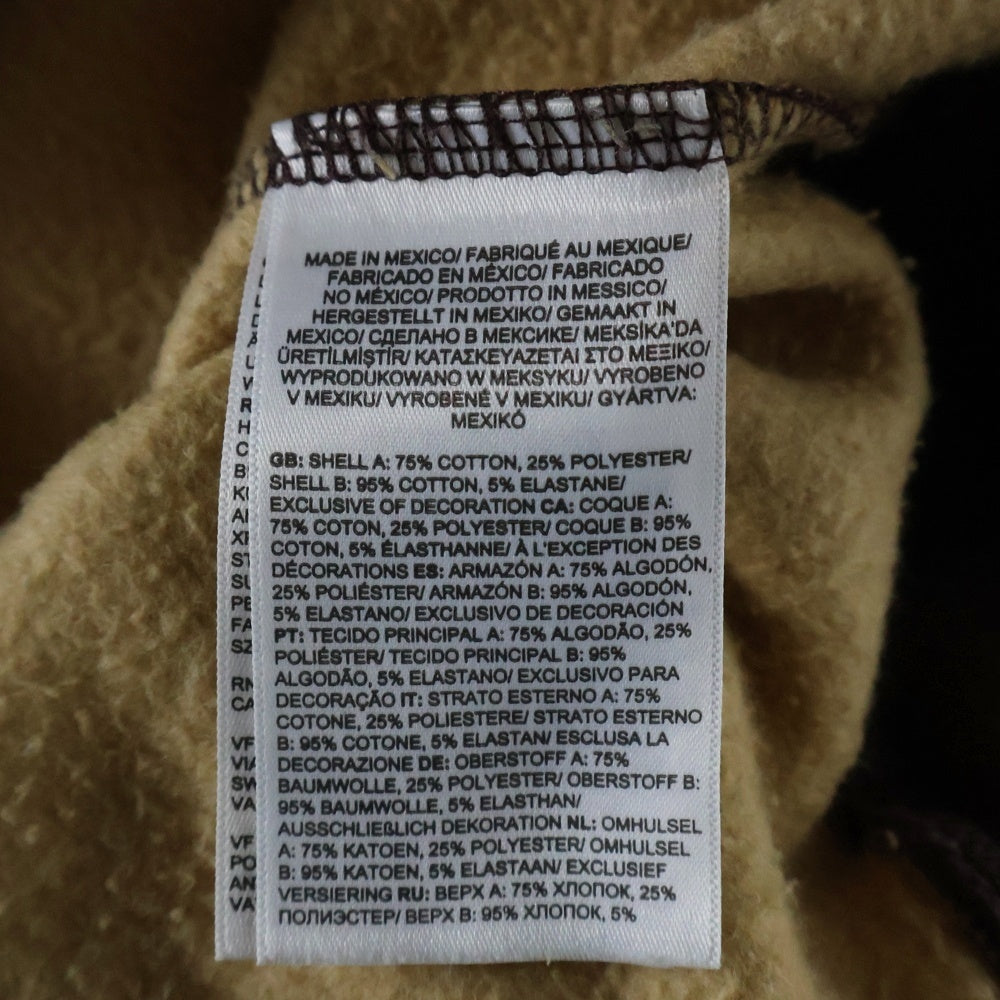 MADE IN MEXICO/ FABRIQUÉ AU MEXIQUE/
FABRICADO EN MÉXICO/ FABRICADO
NO MÉXICO/ PRODOTTO IN MESSICO/
HERGESTELLT IN MEXIKO/ GEMAAKT IN
MEXICO/ СДЕЛАНО В МЕКСИКЕ/ MEKSİKA'DA
ÜRETİLMİŞTİR/ ΚΑΤΑΣΚΕΥΑΖΕΤΑΙ ΣΤΟ ΜΕΞΙΚΟ/
WYPRODUKOWANO W MEKSYKU/ VYROBENO
V MEXIKU/ VYROBENÉ V MEXIKU/ GYÁRTVA:
MEXIKÓ
GB: SHELL A: 75% COTTON, 25% POLYESTER/
SHELL B: 95% COTTON, 5% ELASTANE/
EXCLUSIVE OF DECORATION CA: COQUE A:
75% COTON, 25% POLYESTER/ COQUE B: 95%
COTON, 5% ÉLASTHANNE/ À L'EXCEPTION DES
DÉCORATIONS ES: ARMAZÓN A: 75% ALGODÓN,
25% POLIÉSTER/ ARMAZÓN B: 95% ALGODÓN,
5% ELASTANO/ EXCLUSIVO DE DECORACIÓN
PT: TECIDO PRINCIPAL A: 75% ALGODÃO, 25%
POLIÉSTER/ TECIDO PRINCIPAL B: 95%
ALGODÃO, 5% ELASTANO/ EXCLUSIVO PARA
DECORAÇÃO IT: STRATO ESTERNO A: 75%
COTONE, 25% POLIESTERE/ STRATO ESTERNO
B: 95% COTONE, 5% ELASTAN/ ESCLUSA LA
DECORAZIONE DE: OBERSTOFF A: 75%
BAUMWOLLE, 25% POLYESTER/ OBERSTOFF B:
95% BAUMWOLLE, 5% ELASTHAN/
AUSSCHLIEßLICH DEKORATION NL: OMHULSEL
A: 75% KATOEN, 25% POLYESTER/ OMHULSEL
B: 95% KATOEN, 5% ELASTAAN/ EXCLUSIEF
VERSIERING RU: ВЕРХ A: 75% ХЛОПОК, 25%
ПОЛИЭСТЕР/ ВЕРХ B: 95% ХЛОПОК, 5%